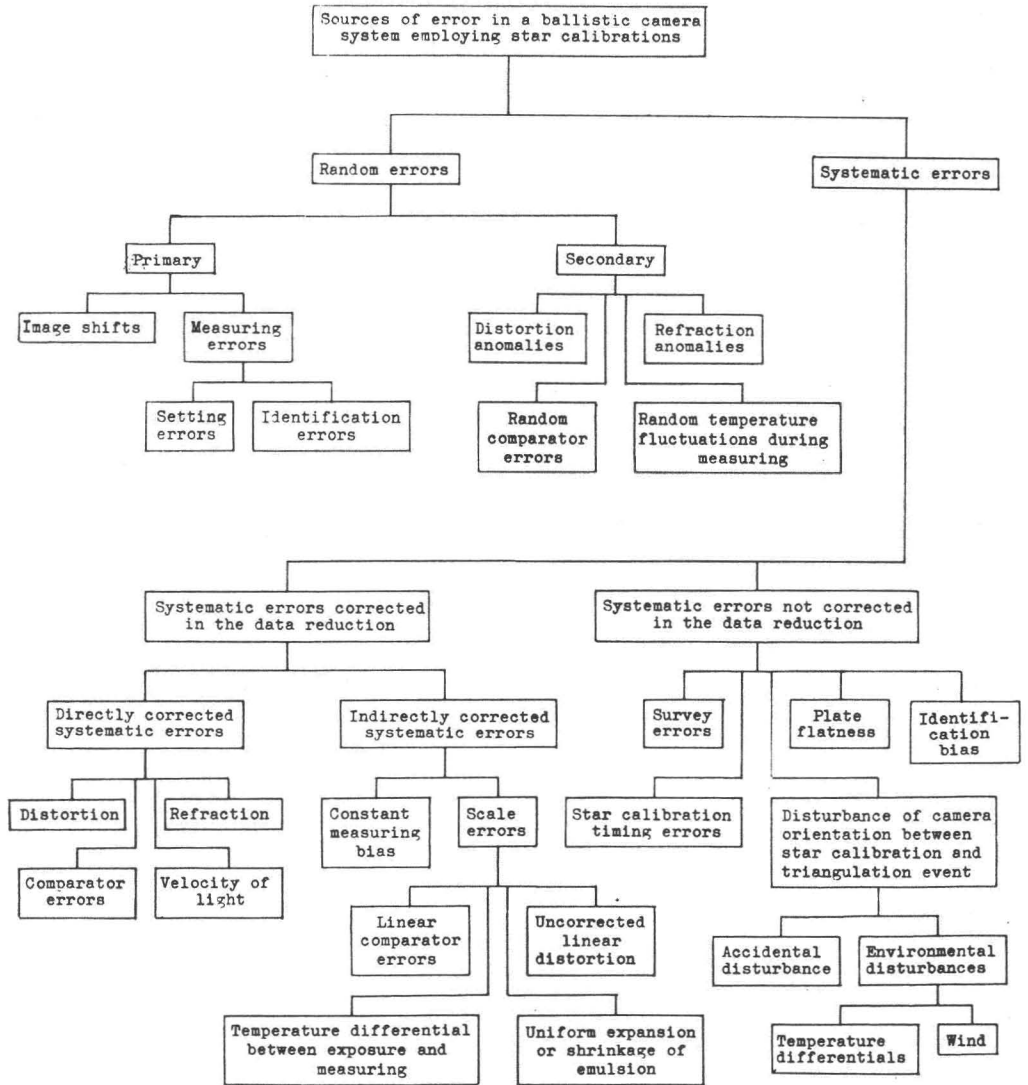 Sources of error in a ballistic camera
system employing star calibrations
Random errors
Systematic errors
Primary
Secondary
Image shifts
Measuring
errors
Distortion
anomalies
Refraction
anomalies
Setting
errors
Identification
errors
Random
comparator
errors
Random temperature
fluctuations during
measuring
Systematic errors corrected
in the data reduction
Systematic errors not corrected
in the data reduction
Directly corrected
systematic errors
Indirectly corrected
systematic errors
Survey
errors
Plate
flatness
Identifi-
cation
bias
Distortion
Refraction
Constant
measuring
bias
Scale
errors
Star calibration
timing errors
Disturbance of camera
orientation between
star calibration and
triangulation event
Comparator
errors
Velocity of
light
Linear
comparator
errors
Uncorrected
linear
distortion
Accidental
disturbance
Environmental
disturbances
Temperature differential
between exposure and
measuring
Uniform expansion
or shrinkage of
emulsion
Temperature
differentials
Wind